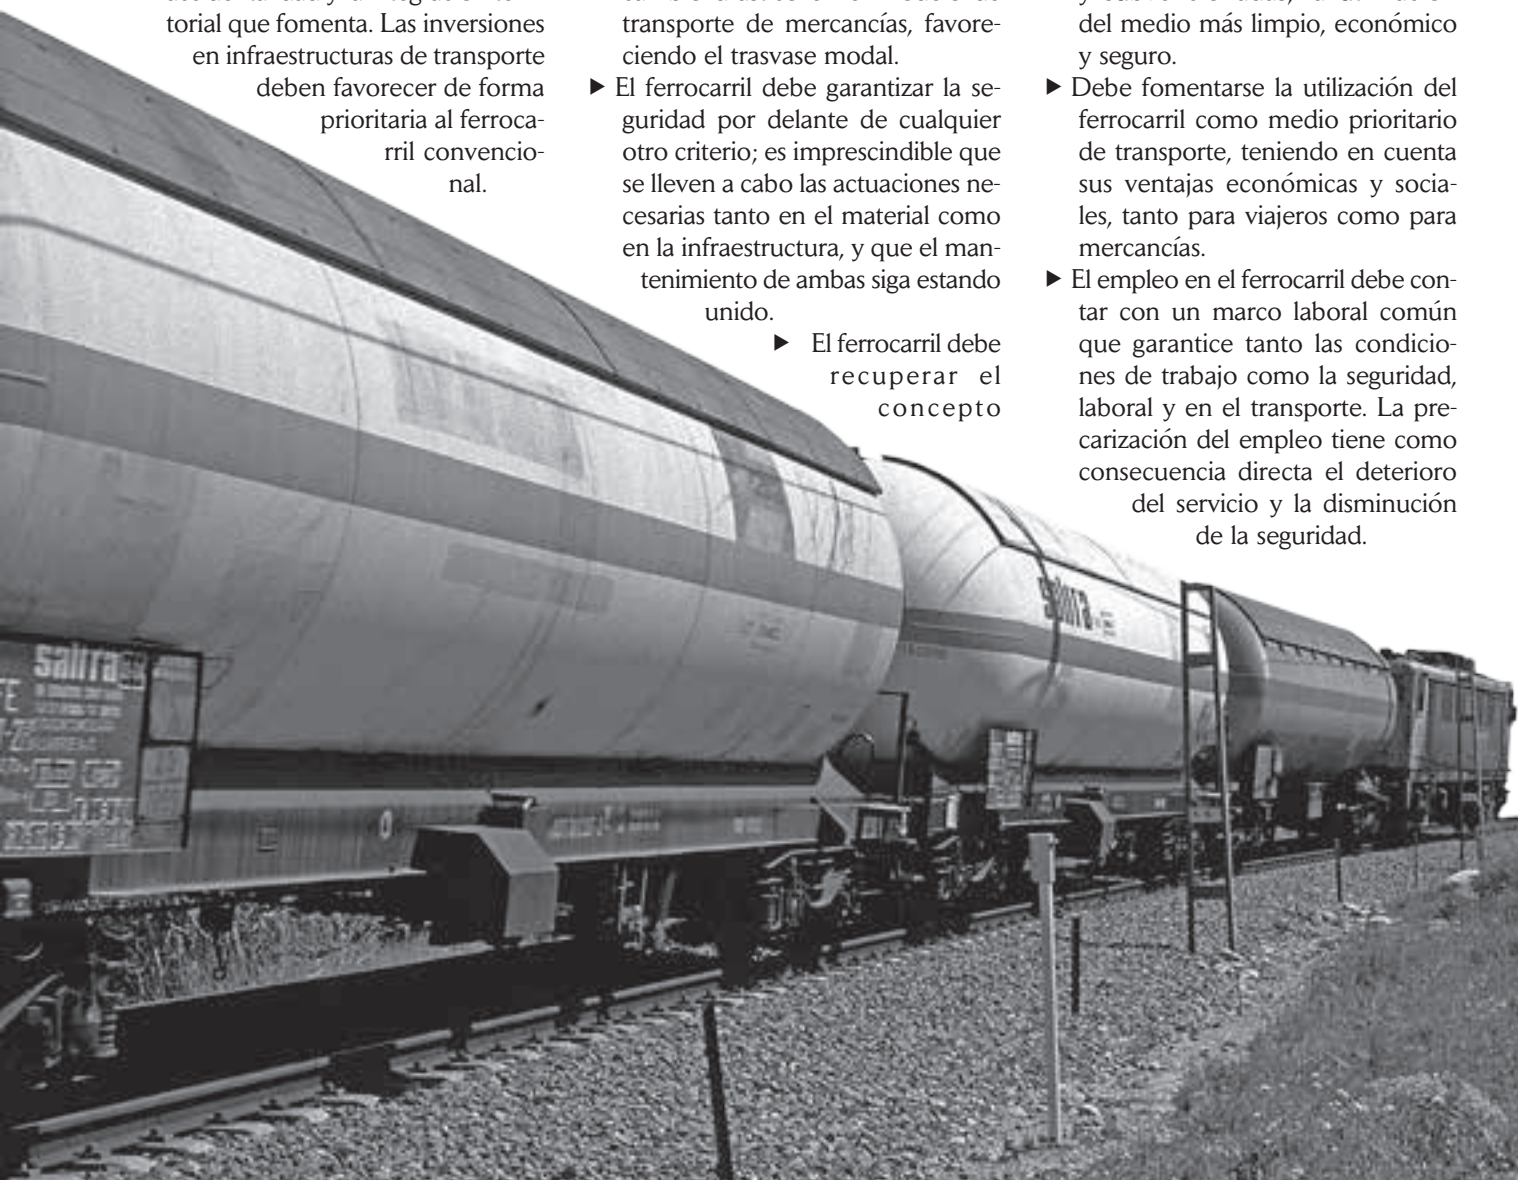 torial que fomenta. Las inversiones
en infraestructuras de transporte
deben favorecer de forma
prioritaria al ferroca-
rril convencio-
nal.
transporte de mercancías, favore-
ciendo el trasvase modal.
▶ El ferrocarril debe garantizar la se-
guridad por delante de cualquier
otro criterio; es imprescindible que
se lleven a cabo las actuaciones ne-
cesarias tanto en el material como
en la infraestructura, y que el man-
tenimiento de ambas siga estando
unido.
▶ El ferrocarril debe
recuperar el
concepto
del medio más limpio, económico
y seguro.
▶ Debe fomentarse la utilización del
ferrocarril como medio prioritario
de transporte, teniendo en cuenta
sus ventajas económicas y socia-
les, tanto para viajeros como para
mercancías.
▶ El empleo en el ferrocarril debe con-
tar con un marco laboral común
que garantice tanto las condicio-
nes de trabajo como la seguridad,
laboral y en el transporte. La pre-
carización del empleo tiene como
consecuencia directa el deterioro
del servicio y la disminución
de la seguridad.